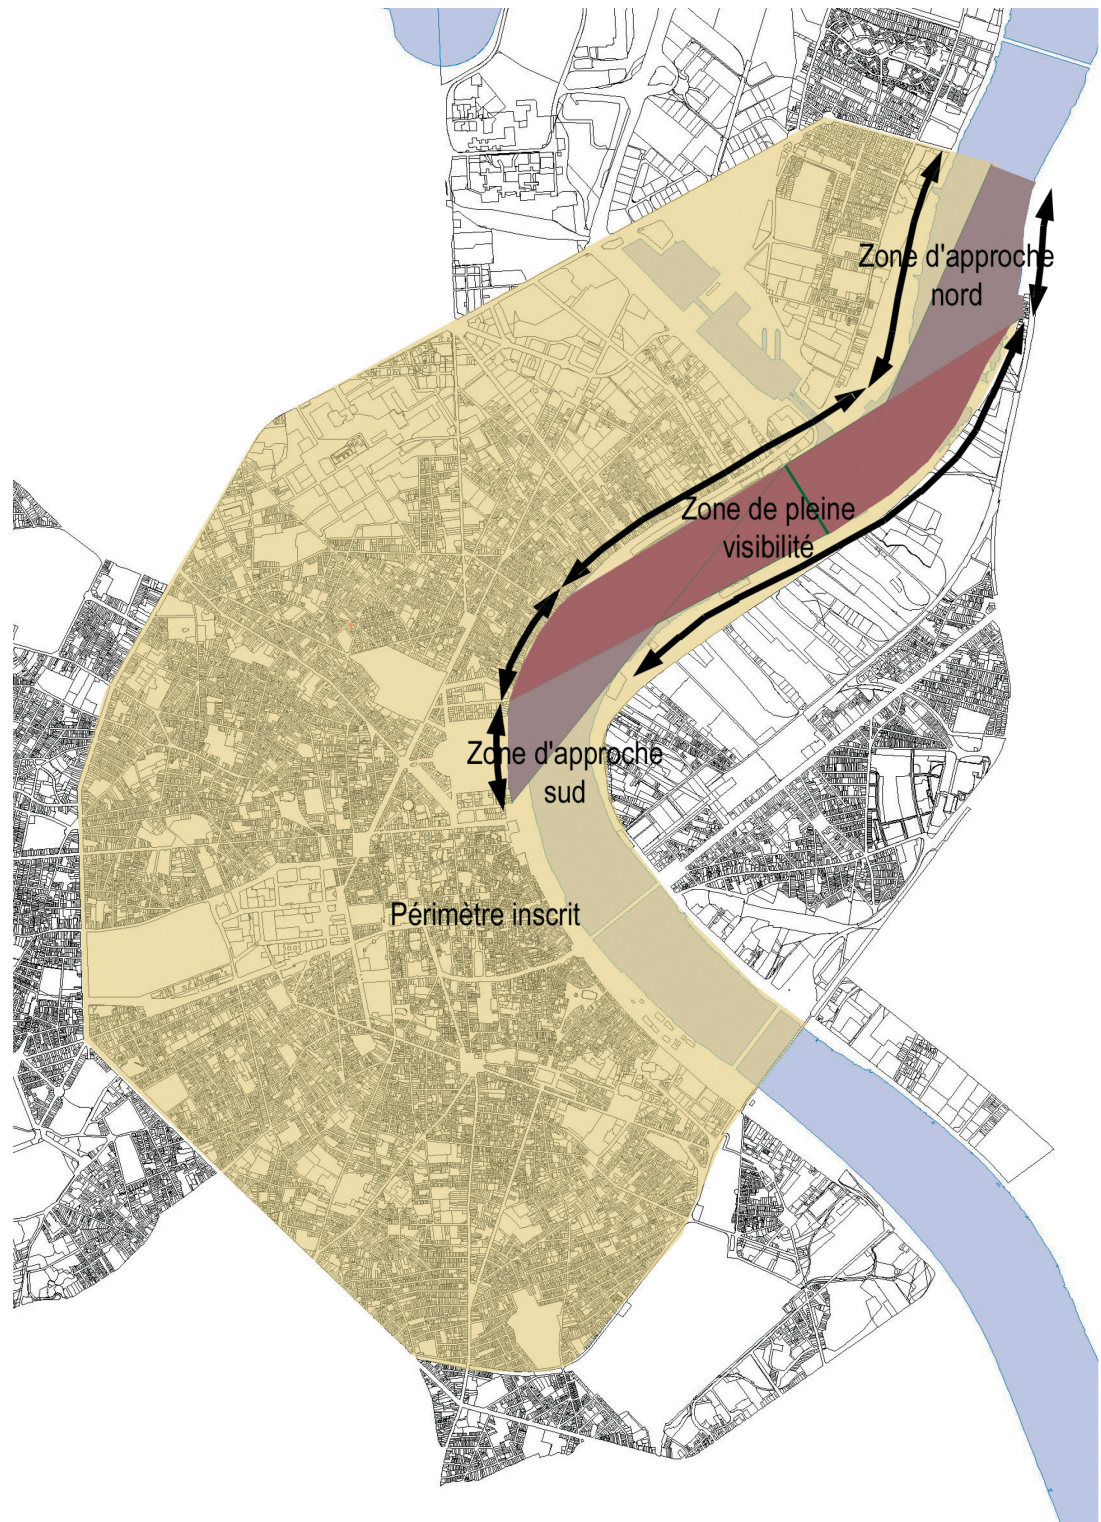 Zone d'approche
nord
Zone de pleine
visibilité
Zone d'approche
sud
Périmètre inscrit